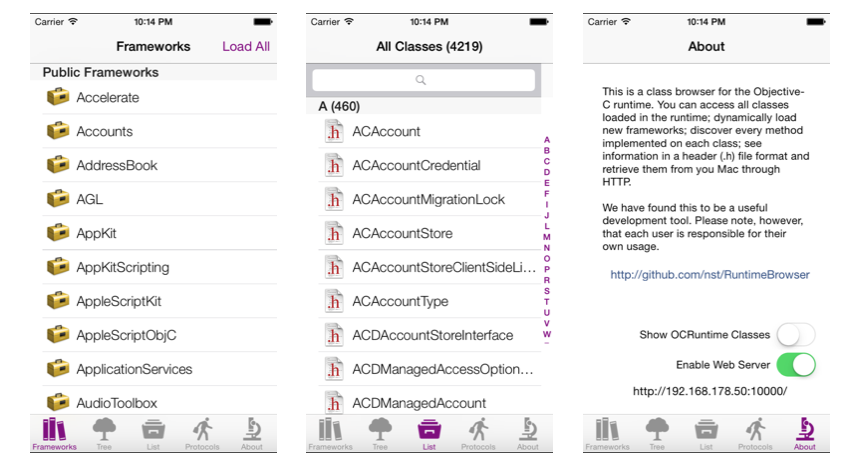 Carrier 10:14 PM
Frameworks Load All
Public Frameworks
Accelerate
Accounts
AddressBook
AGL
AppKit
AppKitScripting
AppleScriptKit
AppleScriptObjC
ApplicationServices
AudioToolbox
Frameworks Tree List Protocols About
Carrier 10:14 PM
All Classes (4219)
A (460)
.h ACAccount
.h ACAccountCredential
.h ACAccountMigrationLock
.h ACAccountStore
.h ACAccountStoreClientSideLi...
.h ACAccountType
.h ACDAccountStoreInterface
.h ACDManagedAccessOption...
.h ACDManagedAccount
A
B
C
D
E
F
I
J
L
M
N
O
P
R
S
T
U
V
W
Frameworks Tree List Protocols About
Carrier 10:14 PM
About
This is a class browser for the Objective-
C runtime. You can access all classes
loaded in the runtime; dynamically load
new frameworks; discover every method
implemented on each class; see
information in a header (.h) file format and
retrieve them from you Mac through
HTTP.
We have found this to be a useful
development tool. Please note, however,
that each user is responsible for their
own usage.
http://github.com/nst/RuntimeBrowser
Show OCRuntime Classes
Enable Web Server
http://192.168.178.50:10000/
Frameworks Tree List Protocols About